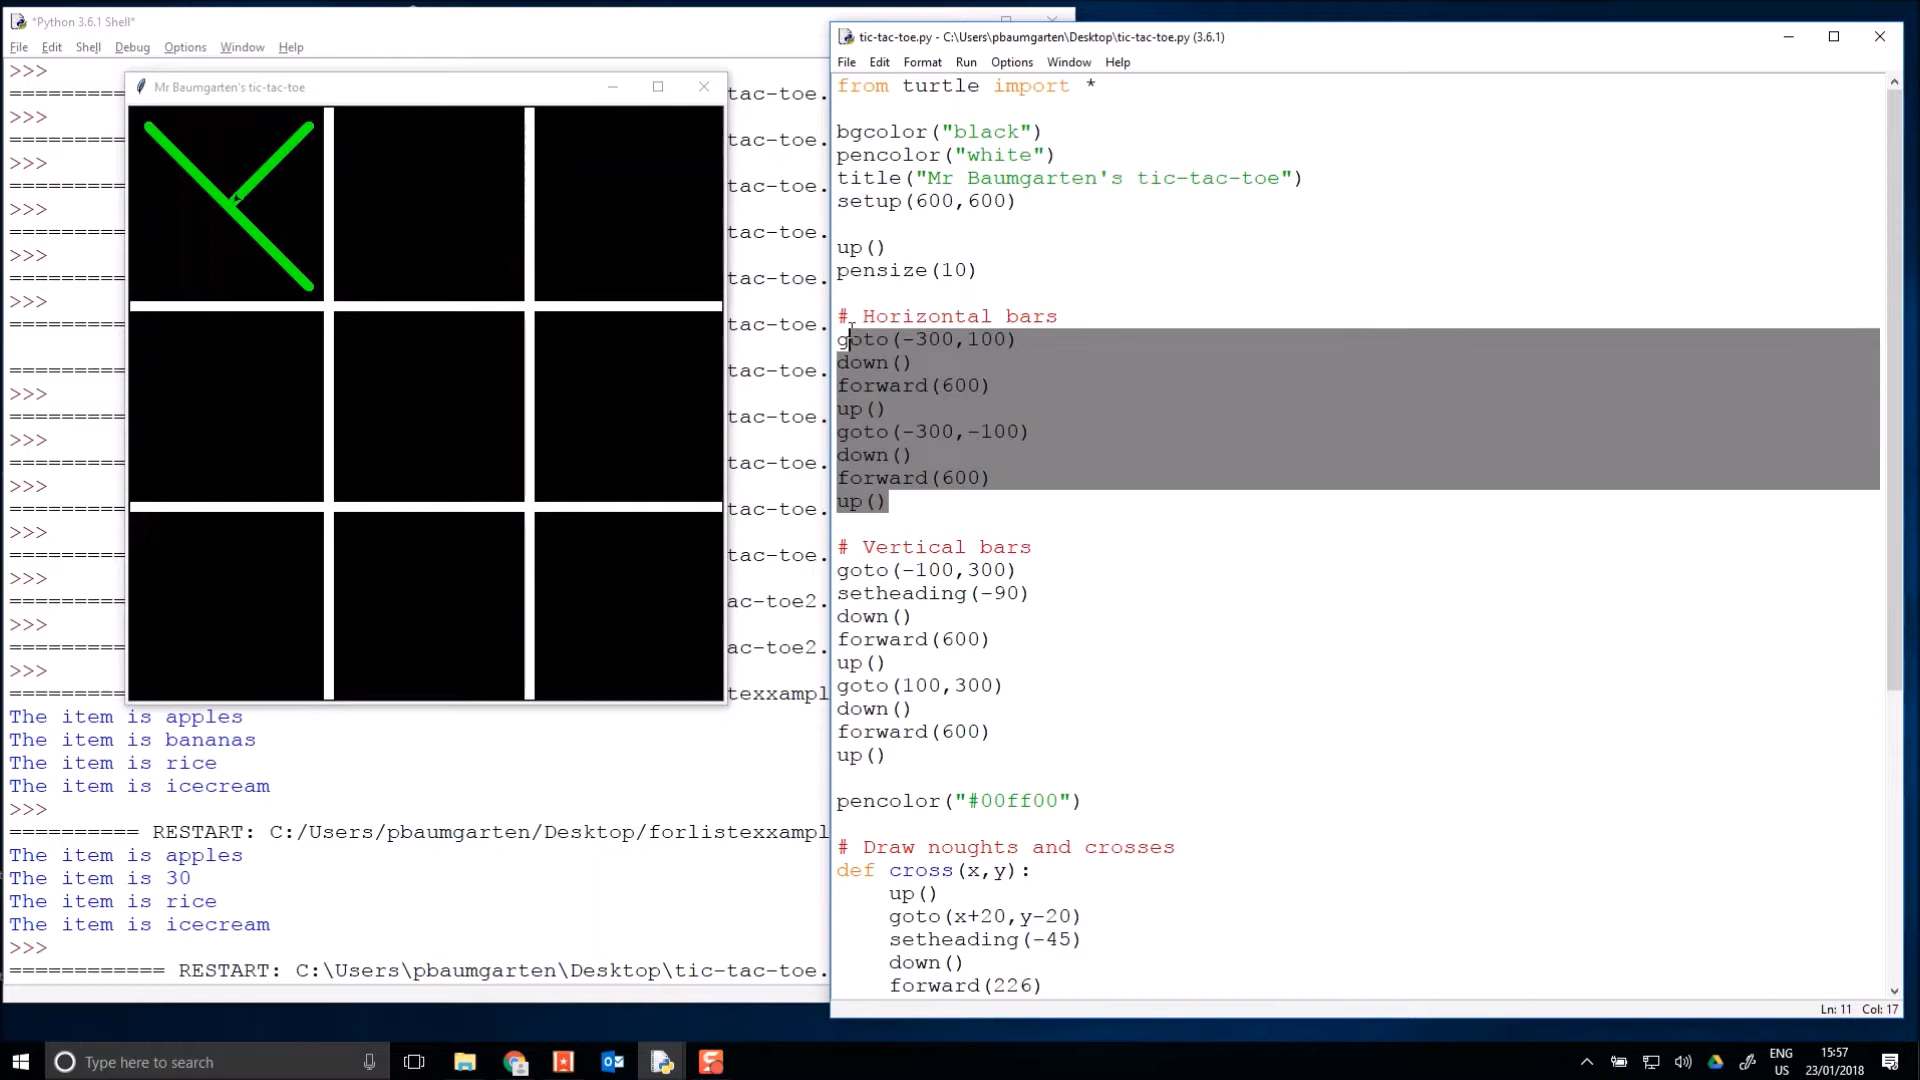 *Python 3.6.1 Shell*
File Edit Shell Debug Options Window Help
>>>
tac-toe.
>>>
tac-toe.
>>>
tac-toe.
>>>
tac-toe.
>>>
tac-toe.
>>>
tac-toe.
tac-toe.
>>>
tac-toe.
>>>
tac-toe.
>>>
tac-toe.
>>>
tac-toe.
>>>
ac-toe2.
>>>
ac-toe2.
>>>
texxampl
The item is apples
The item is bananas
The item is rice
The item is icecream
>>>
========== RESTART: C:/Users/pbaumgarten/Desktop/forlistexxampl
The item is apples
The item is 30
The item is rice
The item is icecream
>>>
============ RESTART: C:\Users\pbaumgarten\Desktop\tic-tac-toe.
Mr Baumgarten's tic-tac-toe
tic-tac-toe.py - C:\Users\pbaumgarten\Desktop\tic-tac-toe.py (3.6.1)
File Edit Format Run Options Window Help
from turtle import *
bgcolor("black")
pencolor("white")
title("Mr Baumgarten's tic-tac-toe")
setup(600,600)
up()
pensize(10)
# Horizontal bars
goto(-300,100)
down()
forward(600)
up()
goto(-300,-100)
down()
forward(600)
up()
# Vertical bars
goto(-100,300)
setheading(-90)
down()
forward(600)
up()
goto(100,300)
down()
forward(600)
up()
pencolor("#00ff00")
# Draw noughts and crosses
def cross(x,y):
up()
goto(x+20,y-20)
setheading(-45)
down()
forward(226)
Ln: 11 Col: 17
Type here to search
ENG
US
15:57
23/01/2018